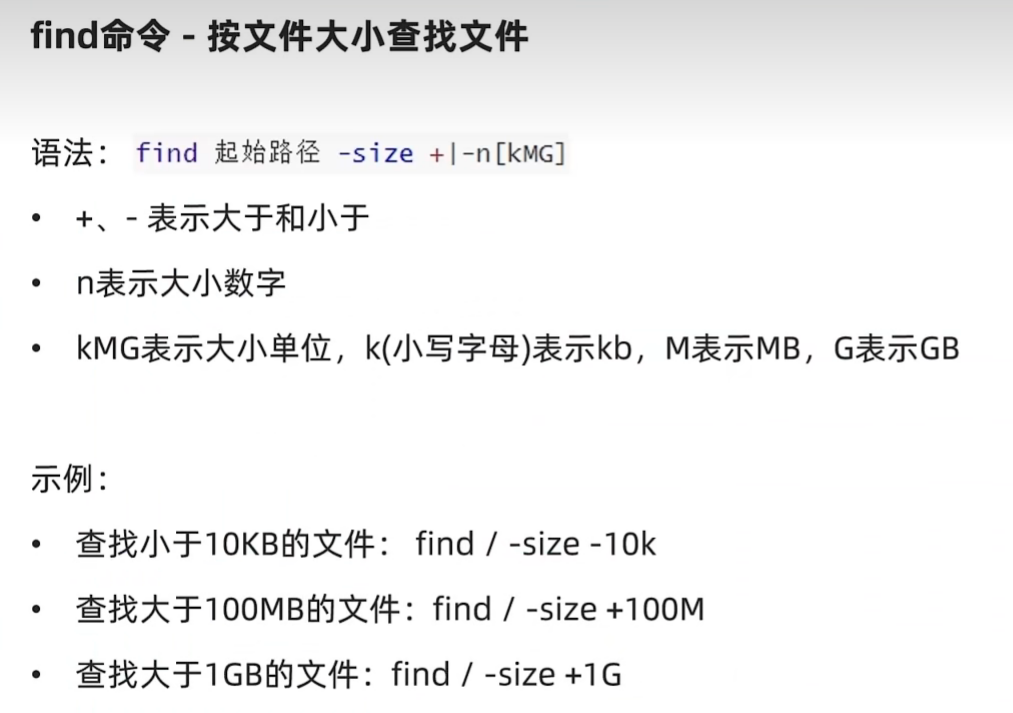 find命令 - 按文件大小查找文件
语法： find 起始路径 -size +|-n[kMG]
• +、- 表示大于和小于
• n表示大小数字
• kMG表示大小单位，k(小写字母)表示kb，M表示MB，G表示GB
示例：
• 查找小于10KB的文件： find / -size -10k
• 查找大于100MB的文件：find / -size +100M
• 查找大于1GB的文件：find / -size +1G